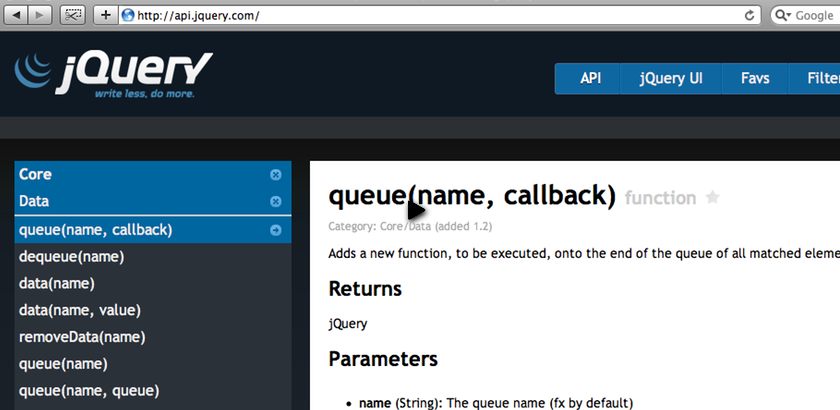 http://api.jquery.com/
Google
jQuery
write less, do more.
API
jQuery UI
Favs
Filter
Core
Data
queue(name, callback)
dequeue(name)
data(name)
data(name, value)
removeData(name)
queue(name)
queue(name, queue)
queue(name, callback) function
Category: Core/Data (added 1.2)
Adds a new function, to be executed, onto the end of the queue of all matched eleme
Returns
jQuery
Parameters
• name (String): The queue name (fx by default)